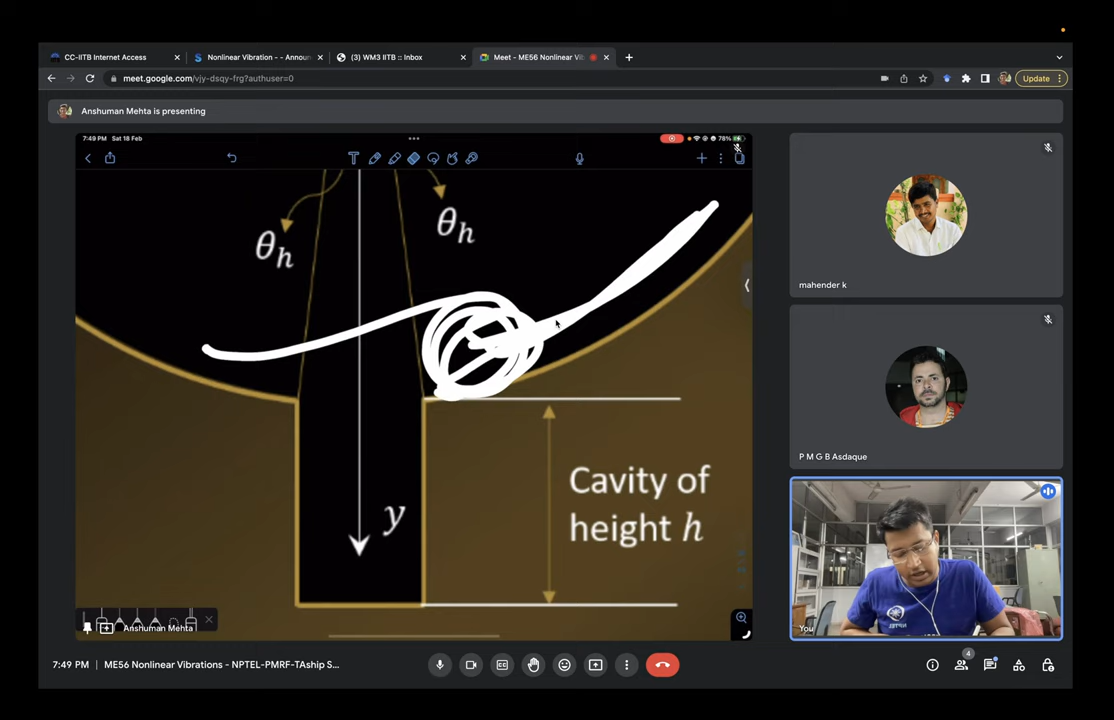 CC-IITB Internet Access
Nonlinear Vibration - - Announ
(3) WM3 IITB :: Inbox
Meet - ME56 Nonlinear Vib
meet.google.com/vjy-dsqy-frg?authuser=0
Update
Anshuman Mehta is presenting
7:49 PM Sat 18 Feb
78%
θh
θh
y
Cavity of
height h
Anshuman Mehta
mahender k
P M G B Asdaque
NPTEL
You
7:49 PM | ME56 Nonlinear Vibrations - NPTEL-PMRF-TAship S...
4